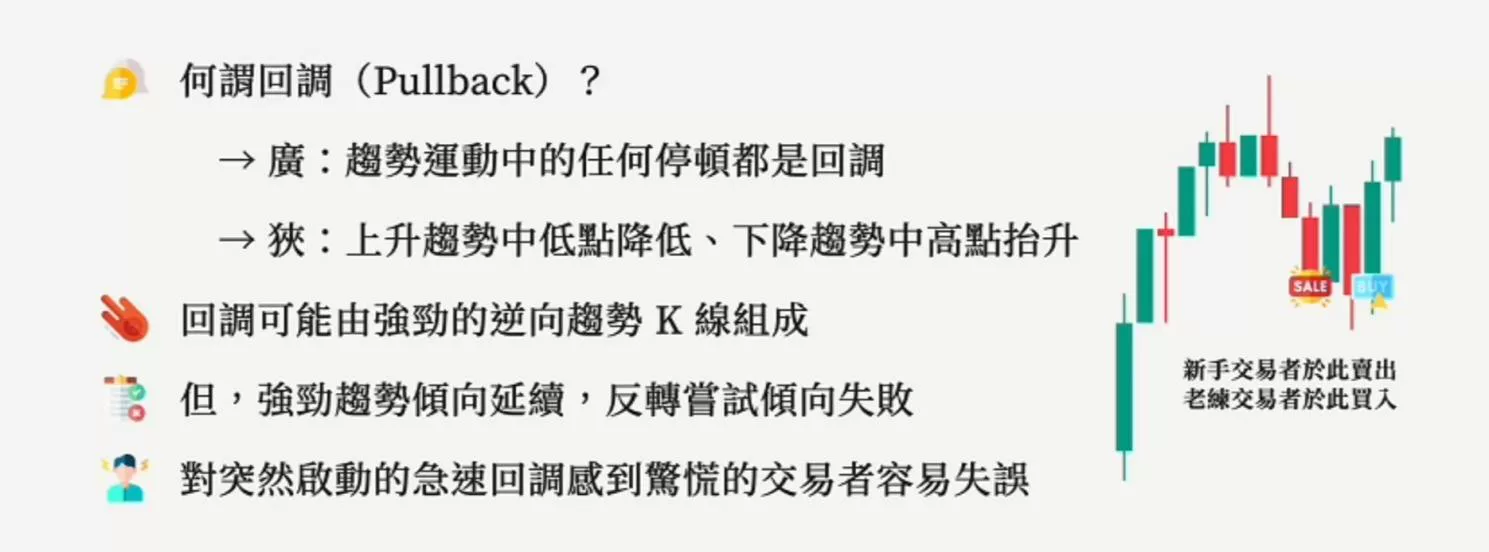 何謂回調（Pullback）？
→ 廣：趨勢運動中的任何停頓都是回調
→ 狹：上升趨勢中低點降低、下降趨勢中高點抬升
回調可能由強勁的逆向趨勢 K 線組成
但，強勁趨勢傾向延續，反轉嘗試傾向失敗
對突然啟動的急速回調感到驚慌的交易者容易失誤
SALE
BUY
新手交易者於此賣出
老練交易者於此買入